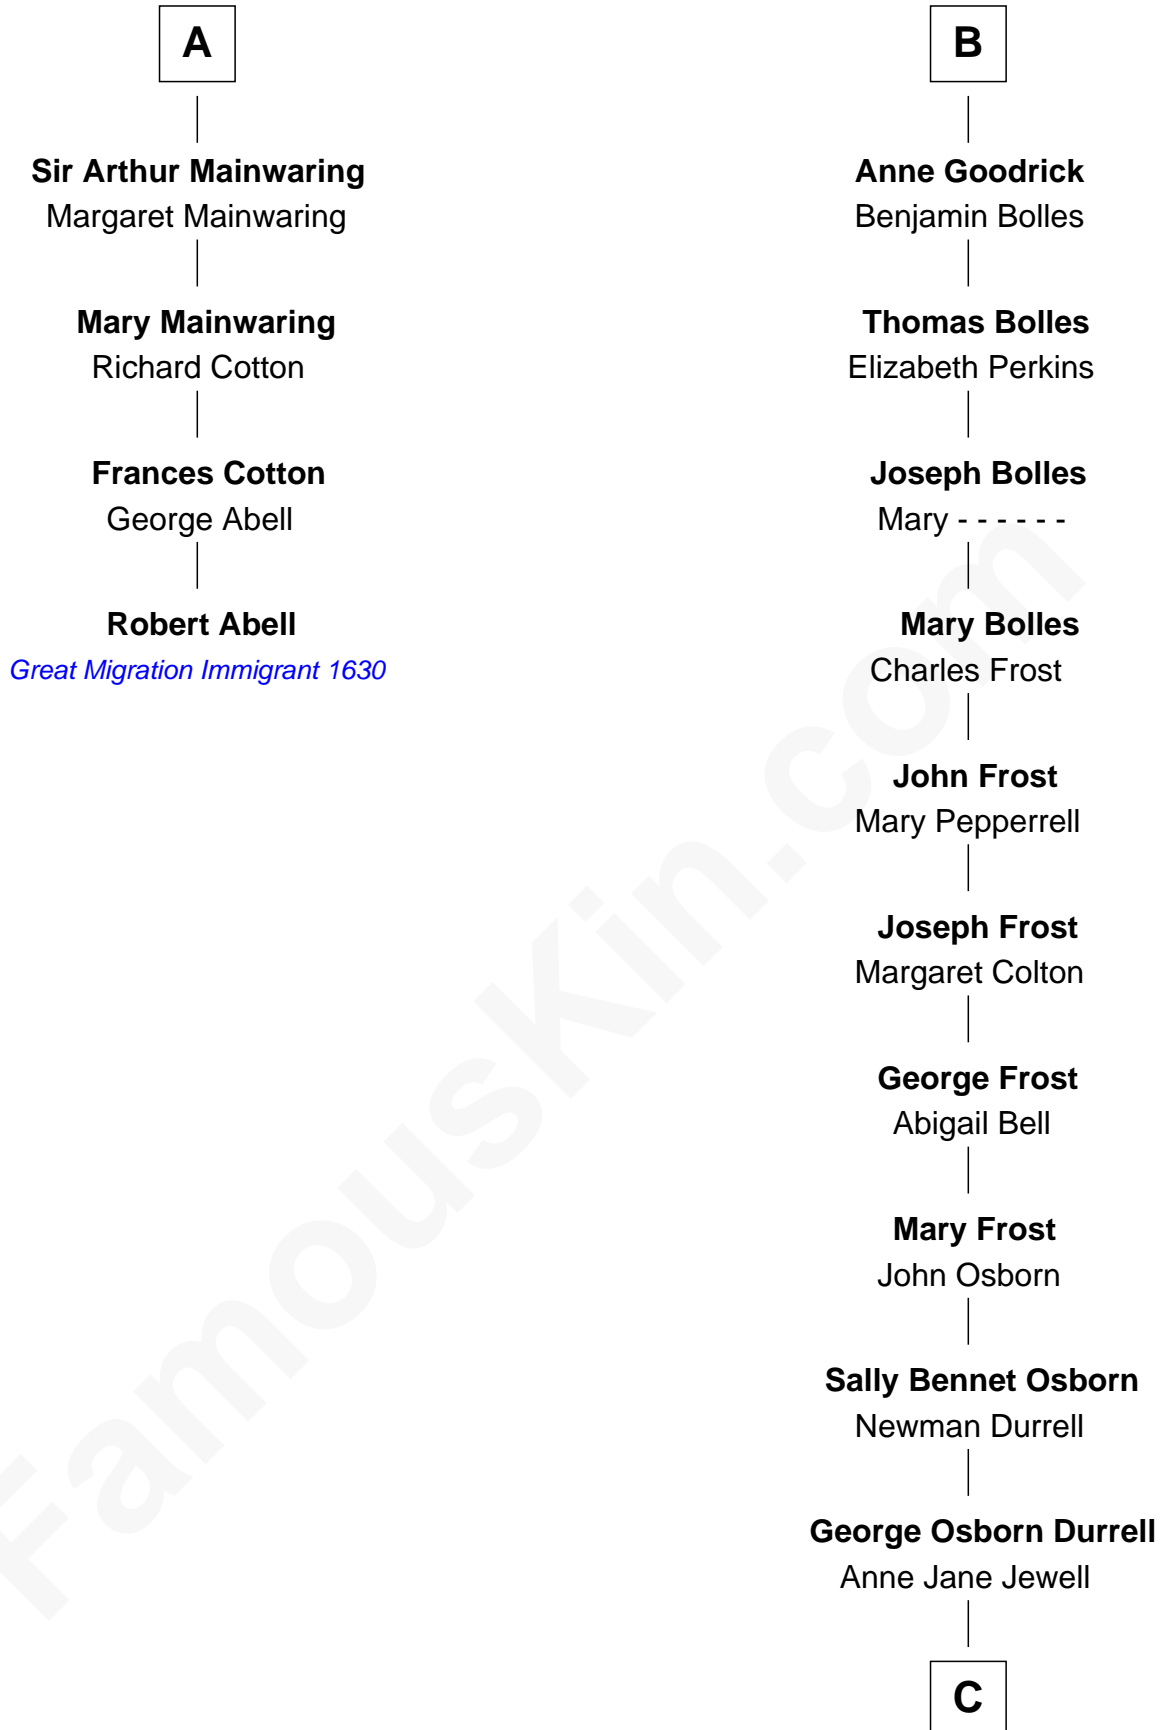 A
Sir Arthur Mainwaring
Margaret Mainwaring
Mary Mainwaring
Richard Cotton
Frances Cotton
George Abell
Robert Abell
Great Migration Immigrant 1630
B
Anne Goodrick
Benjamin Bolles
Thomas Bolles
Elizabeth Perkins
Joseph Bolles
Mary - - - - - -
Mary Bolles
Charles Frost
John Frost
Mary Pepperrell
Joseph Frost
Margaret Colton
George Frost
Abigail Bell
Mary Frost
John Osborn
Sally Bennet Osborn
Newman Durrell
George Osborn Durrell
Anne Jane Jewell
C
FamousKin.com